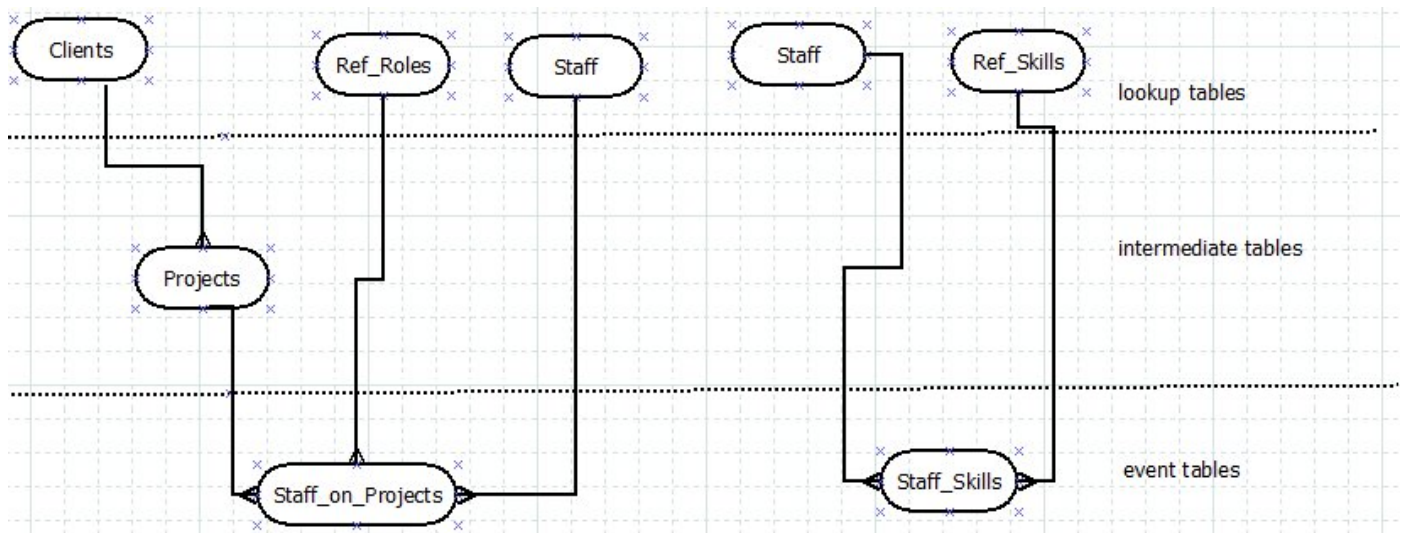 Clients
Ref_Roles
Staff
Staff
Ref_Skills
lookup tables
Projects
intermediate tables
Staff_on_Projects
Staff_Skills
event tables